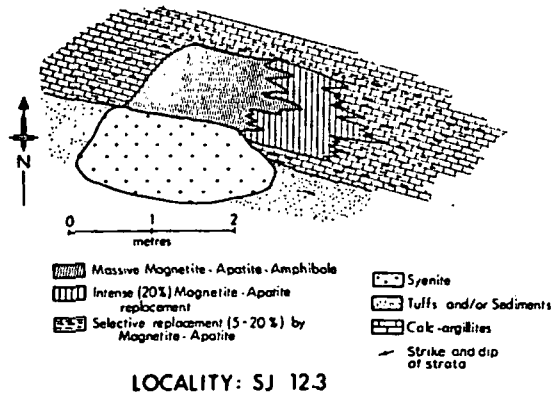 N
0 1 2
metres
Massive Magnetite - Apatite - Amphibole
Intense (20%) Magnetite - Apatite
replacement
Selective replacement (5-20%) by
Magnetite - Apatite
Syenite
Tuffs and/or Sediments
Calc-argillites
Strike and dip
of strata
LOCALITY: SJ 12.3